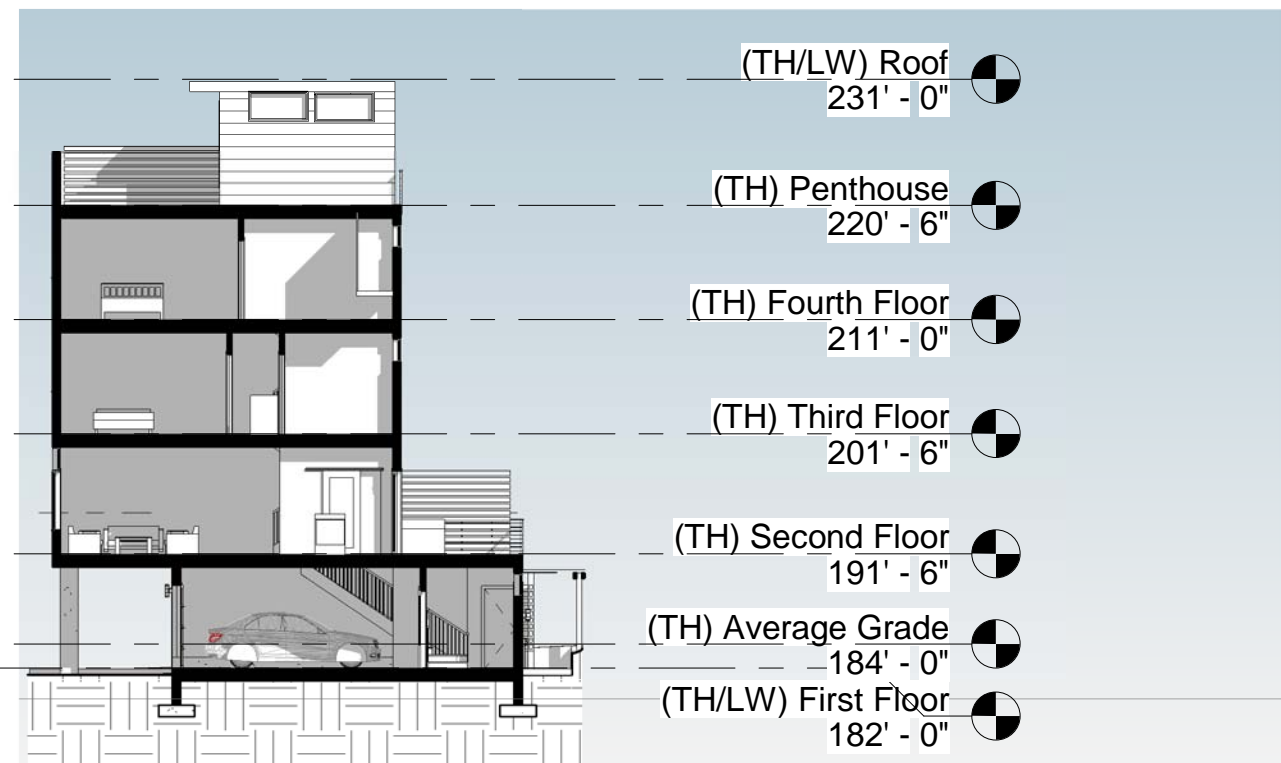 (TH/LW) Roof
231' - 0"
(TH) Penthouse
220' - 6"
(TH) Fourth Floor
211' - 0"
(TH) Third Floor
201' - 6"
(TH) Second Floor
191' - 6"
(TH) Average Grade
184' - 0"
(TH/LW) First Floor
182' - 0"